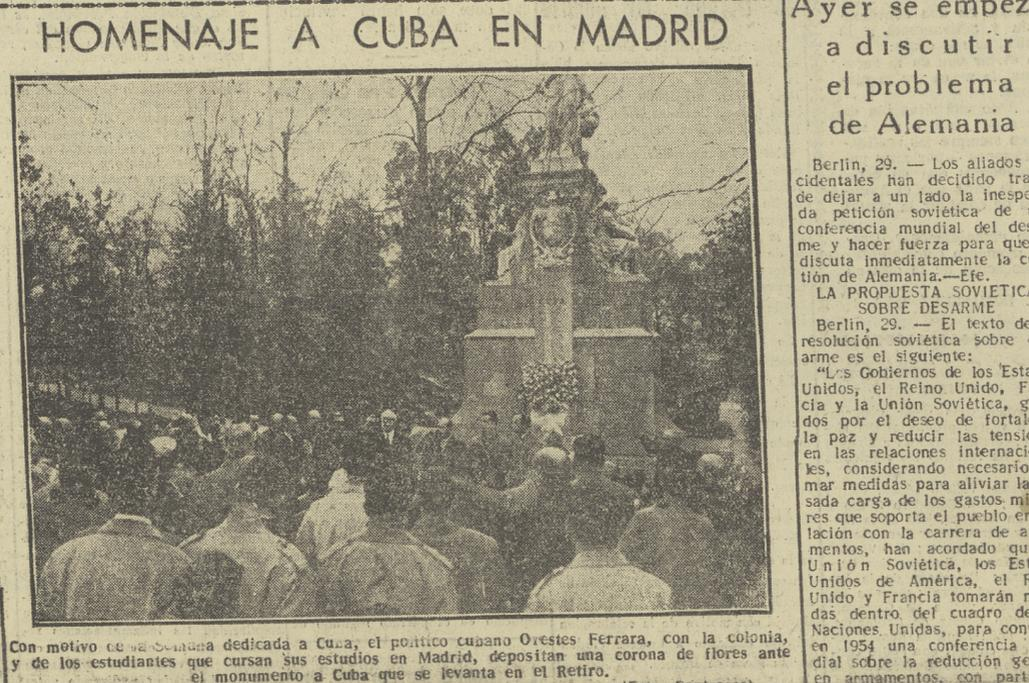 HOMENAJE A CUBA EN MADRID
Con motivo de la Semana dedicada a Cuba, el político cubano Orestes Ferrara, con la colonia,
y de los estudiantes que cursan sus estudios en Madrid, depositan una corona de flores ante
el monumento a Cuba que se levanta en el Retiro.
Ayer se empez
a discutir
el problema
de Alemania
Berlín, 29. — Los aliados
cidentales han decidido tra
de dejar a un lado la inespe
da petición soviética de
conferencia mundial del des
me y hacer fuerza para que
discuta inmediatamente la c
tión de Alemania.—Efe.
LA PROPUESTA SOVIETICA
SOBRE DESARME
Berlín, 29. — El texto de
resolución soviética sobre
arme es el siguiente:
"Los Gobiernos de los Esta
Unidos, el Reino Unido, F
cia y la Unión Soviética, g
dos por el deseo de fortal
la paz y reducir las tensio
en las relaciones internaci
les, considerando necesario
mar medidas para aliviar la
sada carga de los gastos mi
res que soporta el pueblo en
lación con la carrera de a
mentos, han acordado qu
Unión Soviética, los Est
Unidos de América, el R
Unido y Francia tomarán m
das dentro del cuadro de
Naciones Unidas, para con
en 1954 una conferencia
dial sobre la reducción ge
en armamentos, con parti